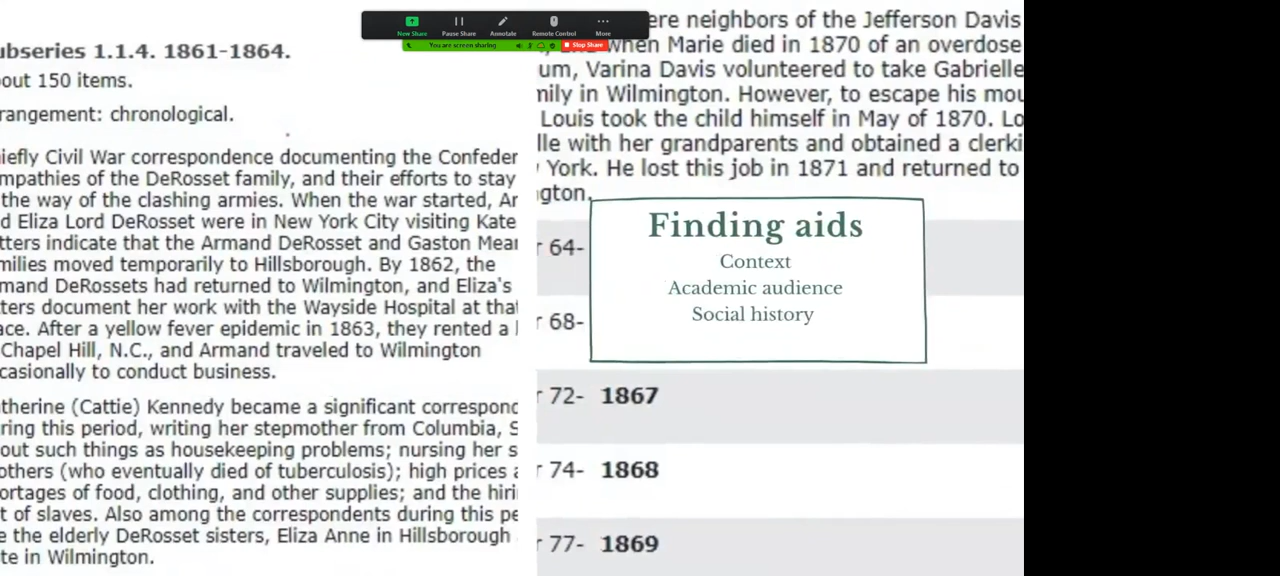 New Share Pause Share Annotate Remote Control More
You are screen sharing Stop Share
ubseries 1.1.4. 1861-1864.
out 150 items.
rangement: chronological.
iefly Civil War correspondence documenting the Confeder
mpathies of the DeRosset family, and their efforts to stay
the way of the clashing armies. When the war started, Ar
d Eliza Lord DeRosset were in New York City visiting Kate
tters indicate that the Armand DeRosset and Gaston Mear
milies moved temporarily to Hillsborough. By 1862, the
mand DeRossets had returned to Wilmington, and Eliza's
tters document her work with the Wayside Hospital at that
ace. After a yellow fever epidemic in 1863, they rented a
Chapel Hill, N.C., and Armand traveled to Wilmington
casionally to conduct business.
atherine (Cattie) Kennedy became a significant correspond
ring this period, writing her stepmother from Columbia, S
out such things as housekeeping problems; nursing her s
others (who eventually died of tuberculosis); high prices a
ortages of food, clothing, and other supplies; and the hiri
t of slaves. Also among the correspondents during this pe
e the elderly DeRosset sisters, Eliza Anne in Hillsborough
te in Wilmington.
ere neighbors of the Jefferson Davis
when Marie died in 1870 of an overdose
um, Varina Davis volunteered to take Gabrielle
mily in Wilmington. However, to escape his mou
Louis took the child himself in May of 1870. Lo
lle with her grandparents and obtained a clerki
York. He lost this job in 1871 and returned to
gton.
Finding aids
Context
Academic audience
Social history
r 64-
r 68-
r 72- 1867
r 74- 1868
r 77- 1869